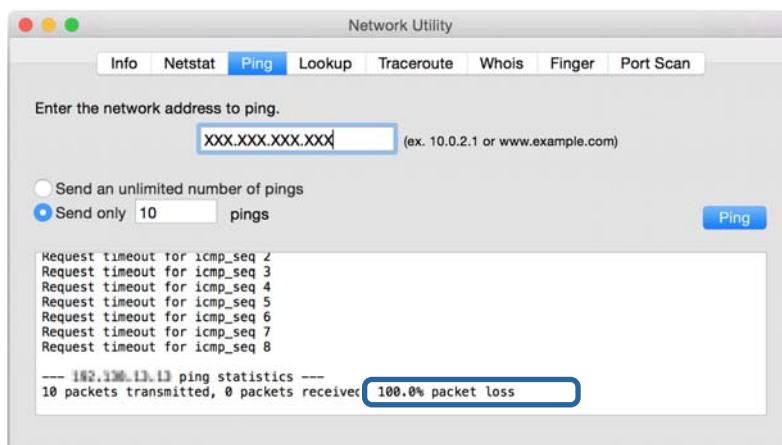 Network Utility
Info Netstat Ping Lookup Traceroute Whois Finger Port Scan
Enter the network address to ping.
XXX.XXX.XXX.XXX (ex. 10.0.2.1 or www.example.com)
Send an unlimited number of pings
Send only 10 pings
Ping
Request timeout for icmp_seq 2
Request timeout for icmp_seq 3
Request timeout for icmp_seq 4
Request timeout for icmp_seq 5
Request timeout for icmp_seq 6
Request timeout for icmp_seq 7
Request timeout for icmp_seq 8
--- ping statistics ---
10 packets transmitted, 0 packets received 100.0% packet loss